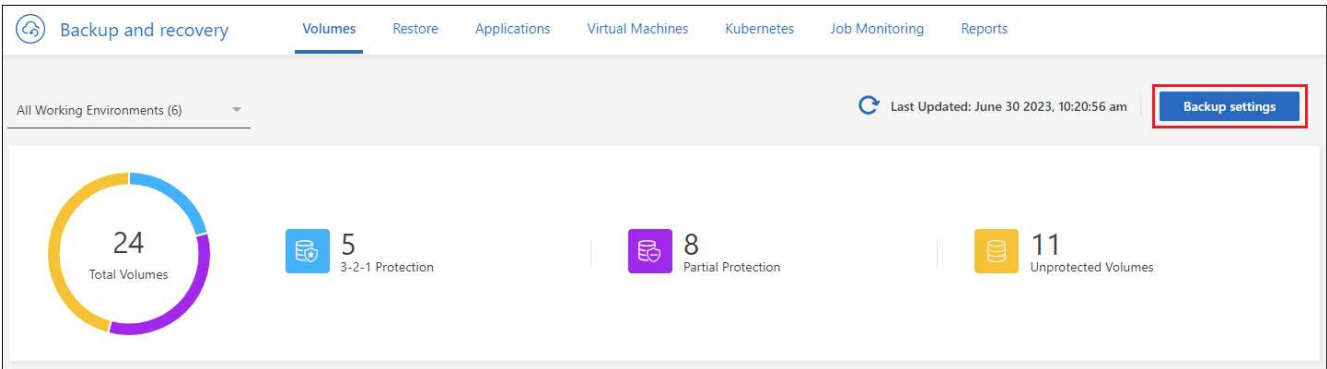 Backup and recovery
Volumes Restore Applications Virtual Machines Kubernetes Job Monitoring Reports
All Working Environments (6)
Last Updated: June 30 2023, 10:20:56 am
Backup settings
24
Total Volumes
5
3-2-1 Protection
8
Partial Protection
11
Unprotected Volumes